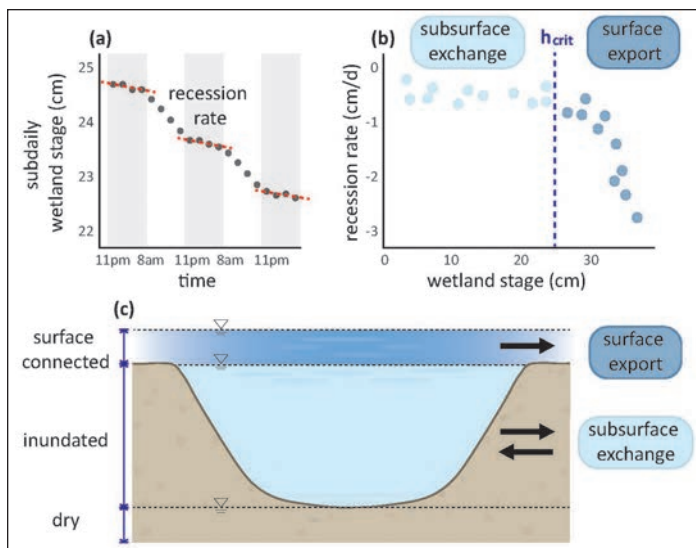 (a)
25
24
23
22
subdaily
wetland stage (cm)
recession
rate
11pm 8am 11pm 8am 11pm
time
(b)
subsurface
exchange
hcrit
surface
export
0
-1
-2
-3
recession rate (cm/d)
0 10 20 30
wetland stage (cm)
(c)
surface
connected
inundated
dry
surface
export
subsurface
exchange